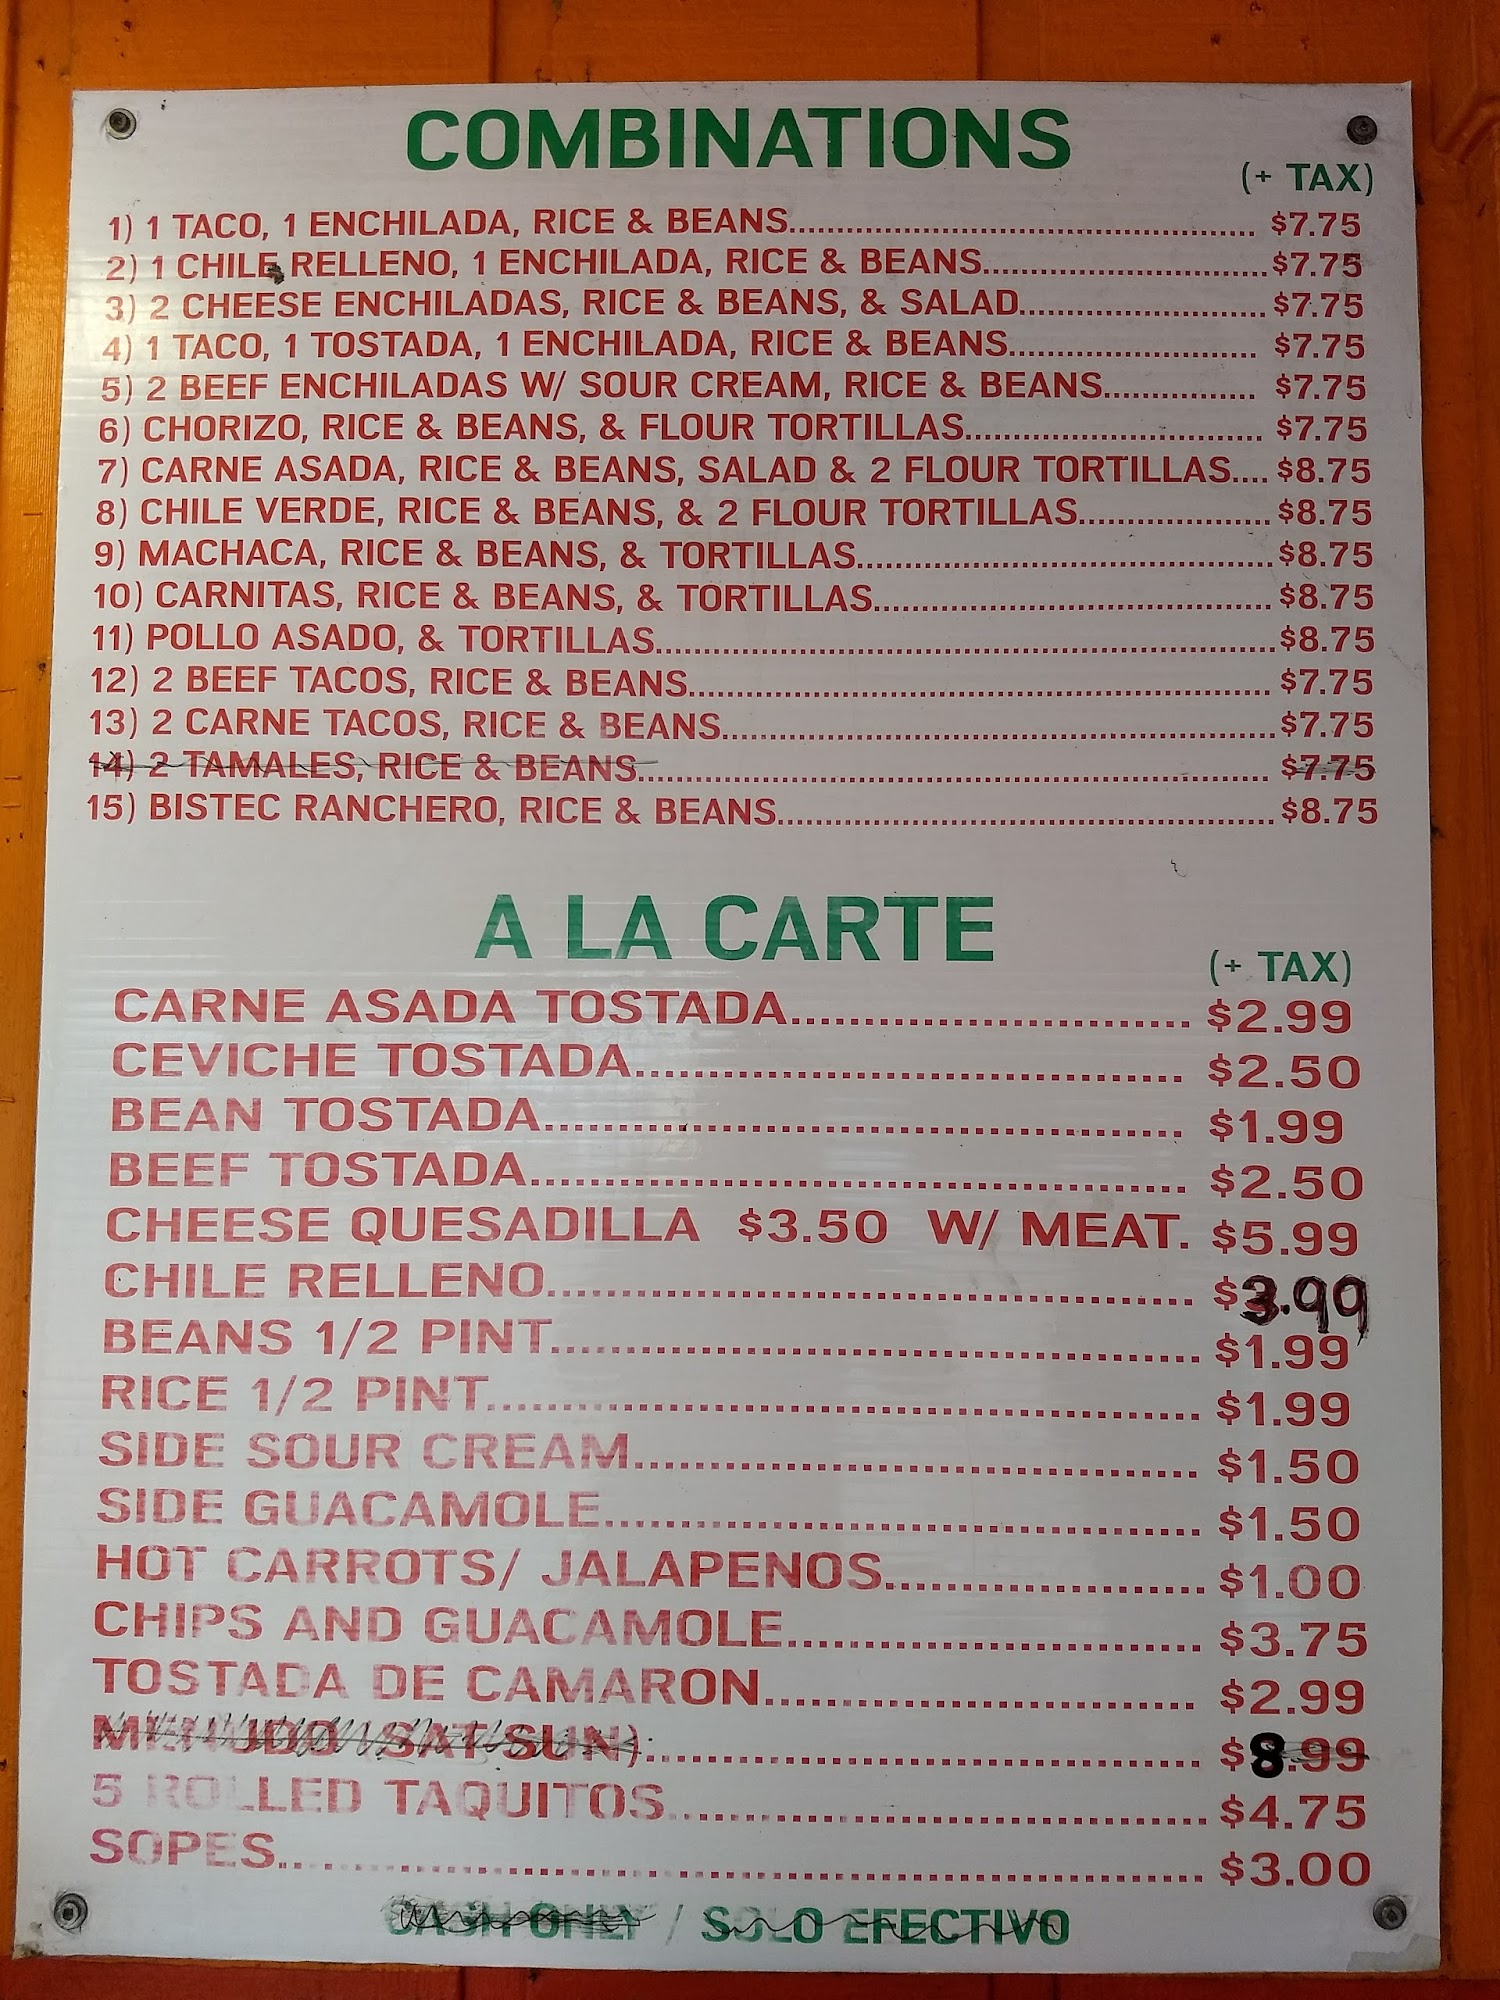 COMBINATIONS
(+ TAX)
1) 1 TACO, 1 ENCHILADA, RICE & BEANS.......... $7.75
2) 1 CHILE RELLENO, 1 ENCHILADA, RICE & BEANS.......... $7.75
3) 2 CHEESE ENCHILADAS, RICE & BEANS, & SALAD.......... $7.75
4) 1 TACO, 1 TOSTADA, 1 ENCHILADA, RICE & BEANS.......... $7.75
5) 2 BEEF ENCHILADAS W/ SOUR CREAM, RICE & BEANS.......... $7.75
6) CHORIZO, RICE & BEANS, & FLOUR TORTILLAS.......... $7.75
7) CARNE ASADA, RICE & BEANS, SALAD & 2 FLOUR TORTILLAS.... $8.75
8) CHILE VERDE, RICE & BEANS, & 2 FLOUR TORTILLAS.......... $8.75
9) MACHACA, RICE & BEANS, & TORTILLAS.......... $8.75
10) CARNITAS, RICE & BEANS, & TORTILLAS.......... $8.75
11) POLLO ASADO, & TORTILLAS.......... $8.75
12) 2 BEEF TACOS, RICE & BEANS.......... $7.75
13) 2 CARNE TACOS, RICE & BEANS.......... $7.75
14) 2 TAMALES, RICE & BEANS.......... $7.75
15) BISTEC RANCHERO, RICE & BEANS.......... $8.75
A LA CARTE
(+ TAX)
CARNE ASADA TOSTADA.......... $2.99
CEVICHE TOSTADA.......... $2.50
BEAN TOSTADA.......... $1.99
BEEF TOSTADA.......... $2.50
CHEESE QUESADILLA $3.50 W/ MEAT. $5.99
CHILE RELLENO.......... $3.99
BEANS 1/2 PINT.......... $1.99
RICE 1/2 PINT.......... $1.99
SIDE SOUR CREAM.......... $1.50
SIDE GUACAMOLE.......... $1.50
HOT CARROTS/ JALAPENOS.......... $1.00
CHIPS AND GUACAMOLE.......... $3.75
TOSTADA DE CAMARON.......... $2.99
MENUDO (SAT-SUN).......... $8.99
5 ROLLED TAQUITOS.......... $4.75
SOPES.......... $3.00
CASH ONLY / SOLO EFECTIVO